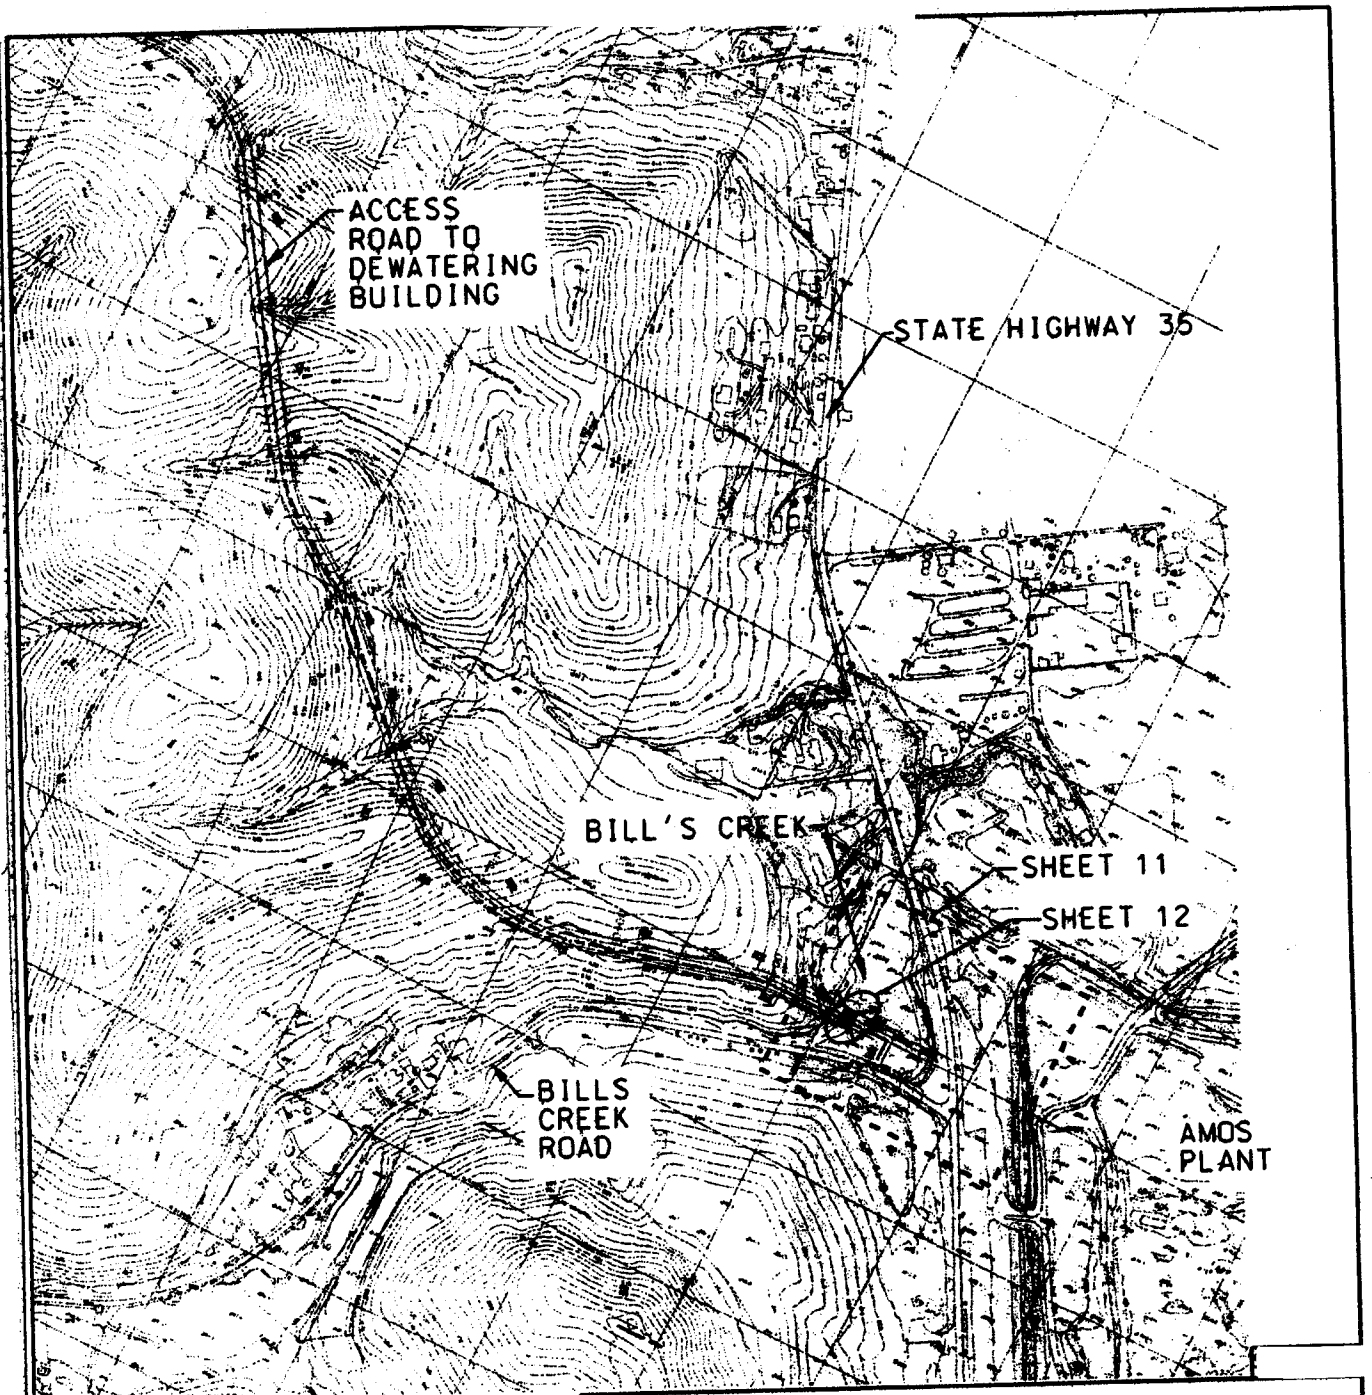 ACCESS
ROAD TO
DEWATERING
BUILDING
STATE HIGHWAY 35
BILL'S CREEK
SHEET 11
SHEET 12
BILLS
CREEK
ROAD
AMOS
PLANT